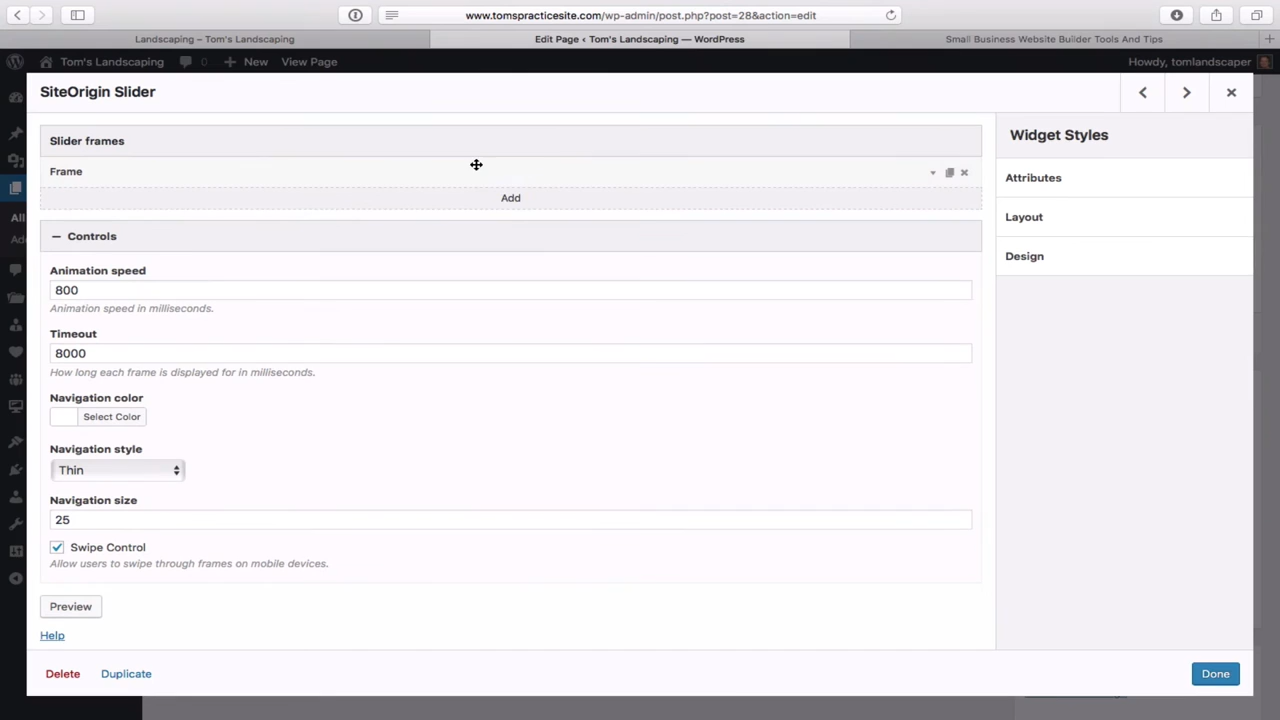 www.tomspracticesite.com/wp-admin/post.php?post=28&action=edit
Landscaping – Tom's Landscaping
Edit Page ‹ Tom's Landscaping — WordPress
Small Business Website Builder Tools And Tips
Tom's Landscaping
0
New
View Page
Howdy, tomlandscaper
SiteOrigin Slider
Slider frames
Frame
Add
Controls
Animation speed
800
Animation speed in milliseconds.
Timeout
8000
How long each frame is displayed for in milliseconds.
Navigation color
Select Color
Navigation style
Thin
Navigation size
25
Swipe Control
Allow users to swipe through frames on mobile devices.
Preview
Help
Delete
Duplicate
Done
Widget Styles
Attributes
Layout
Design
All
Add